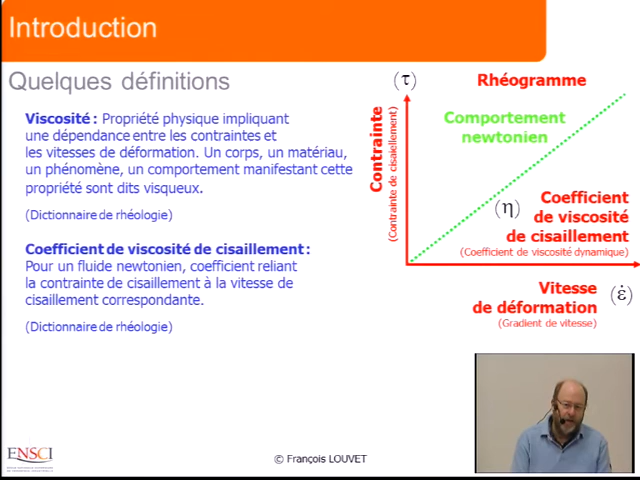 Introduction
Quelques définitions
Viscosité : Propriété physique impliquant
une dépendance entre les contraintes et
les vitesses de déformation. Un corps, un matériau,
un phénomène, un comportement manifestant cette
propriété sont dits visqueux.
(Dictionnaire de rhéologie)
Coefficient de viscosité de cisaillement :
Pour un fluide newtonien, coefficient reliant
la contrainte de cisaillement à la vitesse de
cisaillement correspondante.
(Dictionnaire de rhéologie)
(τ)
Rhéogramme
Contrainte
(Contrainte de cisaiellement)
Comportement
newtonien
(η)
Coefficient
de viscosité
de cisaillement
(Coefficient de viscosité dynamique)
Vitesse
de déformation
(ε̇)
(Gradient de vitesse)
ENSCI
© François LOUVET